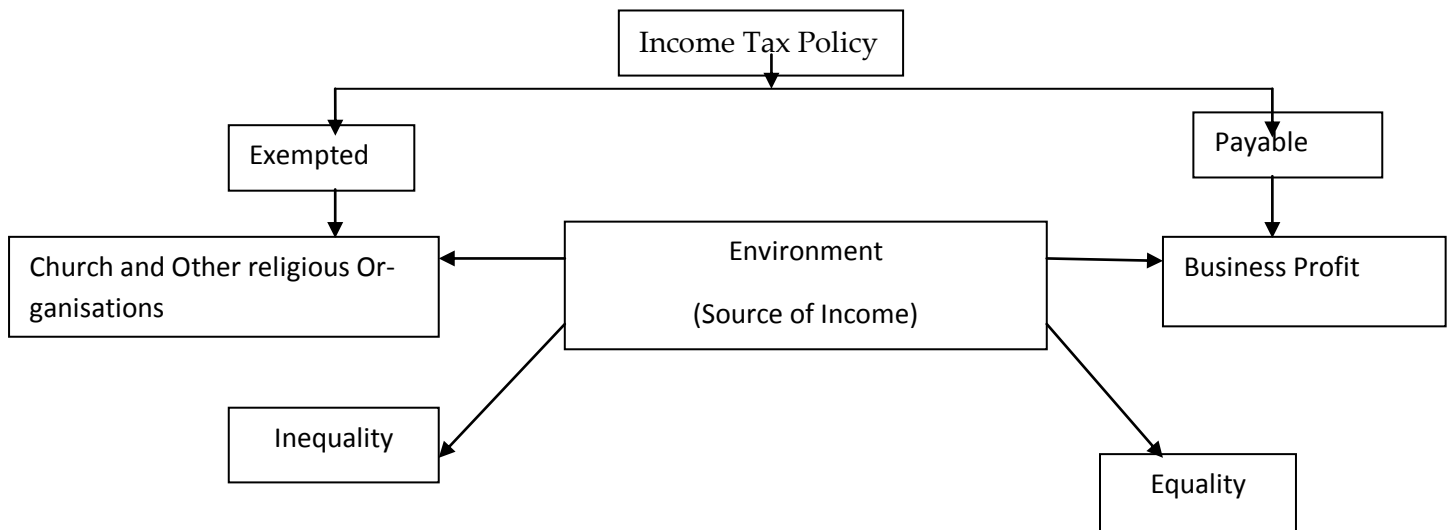 Income Tax Policy
Exempted
Payable
Church and Other religious Or-
ganisations
Environment
(Source of Income)
Business Profit
Inequality
Equality